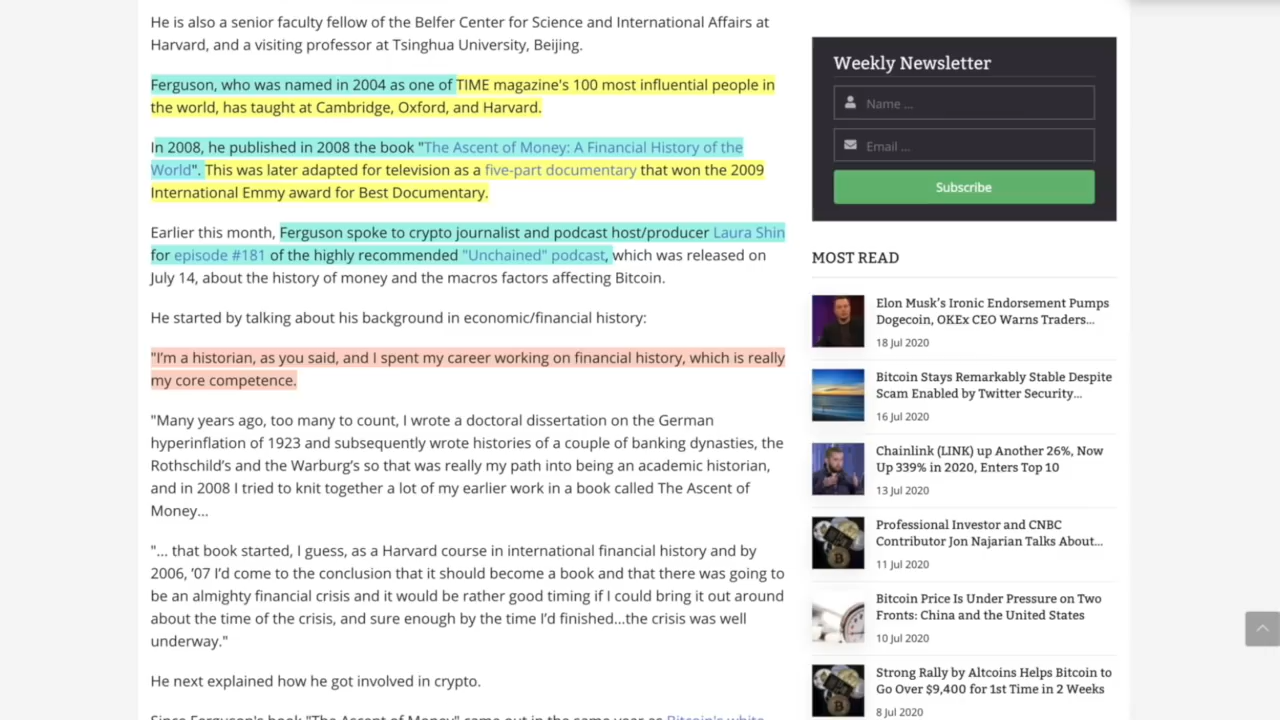 He is also a senior faculty fellow of the Belfer Center for Science and International Affairs at
Harvard, and a visiting professor at Tsinghua University, Beijing.
Ferguson, who was named in 2004 as one of TIME magazine's 100 most influential people in
the world, has taught at Cambridge, Oxford, and Harvard.
In 2008, he published in 2008 the book "The Ascent of Money: A Financial History of the
World". This was later adapted for television as a five-part documentary that won the 2009
International Emmy award for Best Documentary.
Earlier this month, Ferguson spoke to crypto journalist and podcast host/producer Laura Shin
for episode #181 of the highly recommended "Unchained" podcast, which was released on
July 14, about the history of money and the macros factors affecting Bitcoin.
He started by talking about his background in economic/financial history:
"I'm a historian, as you said, and I spent my career working on financial history, which is really
my core competence.
"Many years ago, too many to count, I wrote a doctoral dissertation on the German
hyperinflation of 1923 and subsequently wrote histories of a couple of banking dynasties, the
Rothschild's and the Warburg's so that was really my path into being an academic historian,
and in 2008 I tried to knit together a lot of my earlier work in a book called The Ascent of
Money...
"... that book started, I guess, as a Harvard course in international financial history and by
2006, '07 I'd come to the conclusion that it should become a book and that there was going to
be an almighty financial crisis and it would be rather good timing if I could bring it out around
about the time of the crisis, and sure enough by the time I'd finished...the crisis was well
underway."
He next explained how he got involved in crypto.
Since Ferguson's book "The Ascent of Money" came out in the same year as Bitcoin's white
Weekly Newsletter
Name ...
Email ...
Subscribe
MOST READ
Elon Musk's Ironic Endorsement Pumps
Dogecoin, OKEx CEO Warns Traders...
18 Jul 2020
Bitcoin Stays Remarkably Stable Despite
Scam Enabled by Twitter Security...
16 Jul 2020
Chainlink (LINK) up Another 26%, Now
Up 339% in 2020, Enters Top 10
13 Jul 2020
Professional Investor and CNBC
Contributor Jon Najarian Talks About...
11 Jul 2020
Bitcoin Price Is Under Pressure on Two
Fronts: China and the United States
10 Jul 2020
Strong Rally by Altcoins Helps Bitcoin to
Go Over $9,400 for 1st Time in 2 Weeks
8 Jul 2020